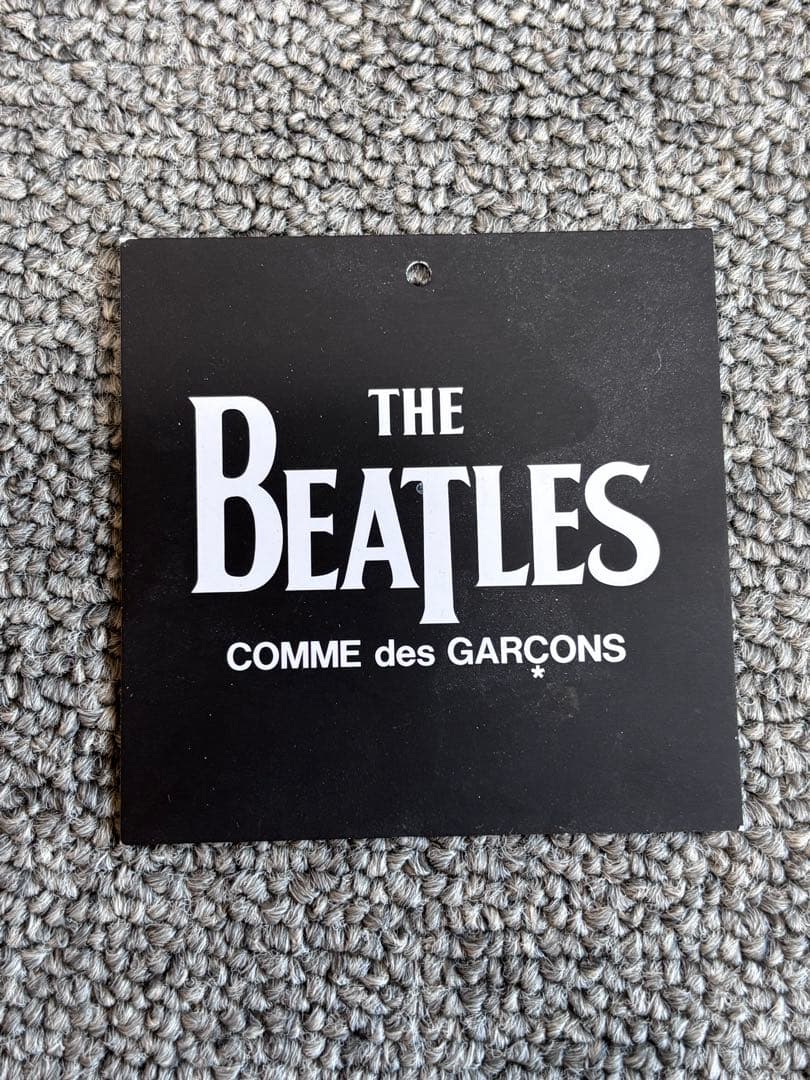 THE
BEATLES
COMME des GARÇONS
*